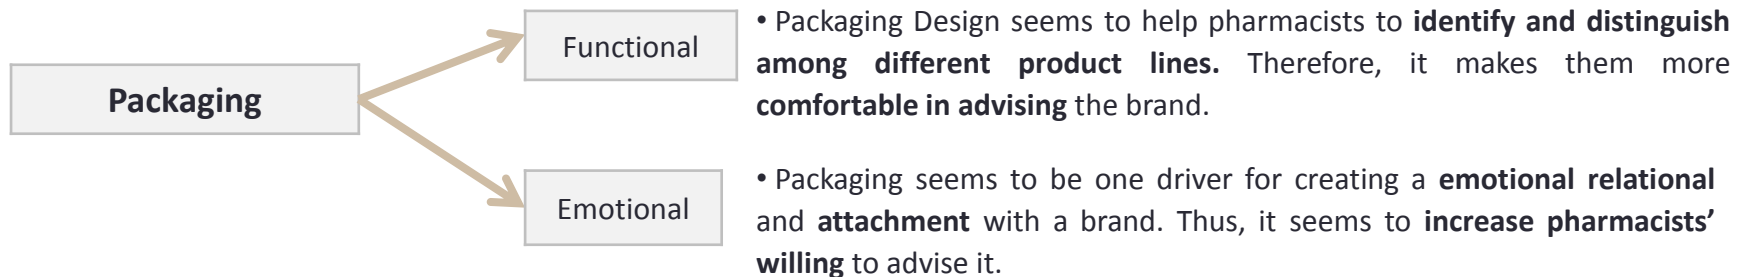 Packaging
Functional
• Packaging Design seems to help pharmacists to identify and distinguish
among different product lines. Therefore, it makes them more
comfortable in advising the brand.
Emotional
• Packaging seems to be one driver for creating a emotional relational
and attachment with a brand. Thus, it seems to increase pharmacists’
willing to advise it.